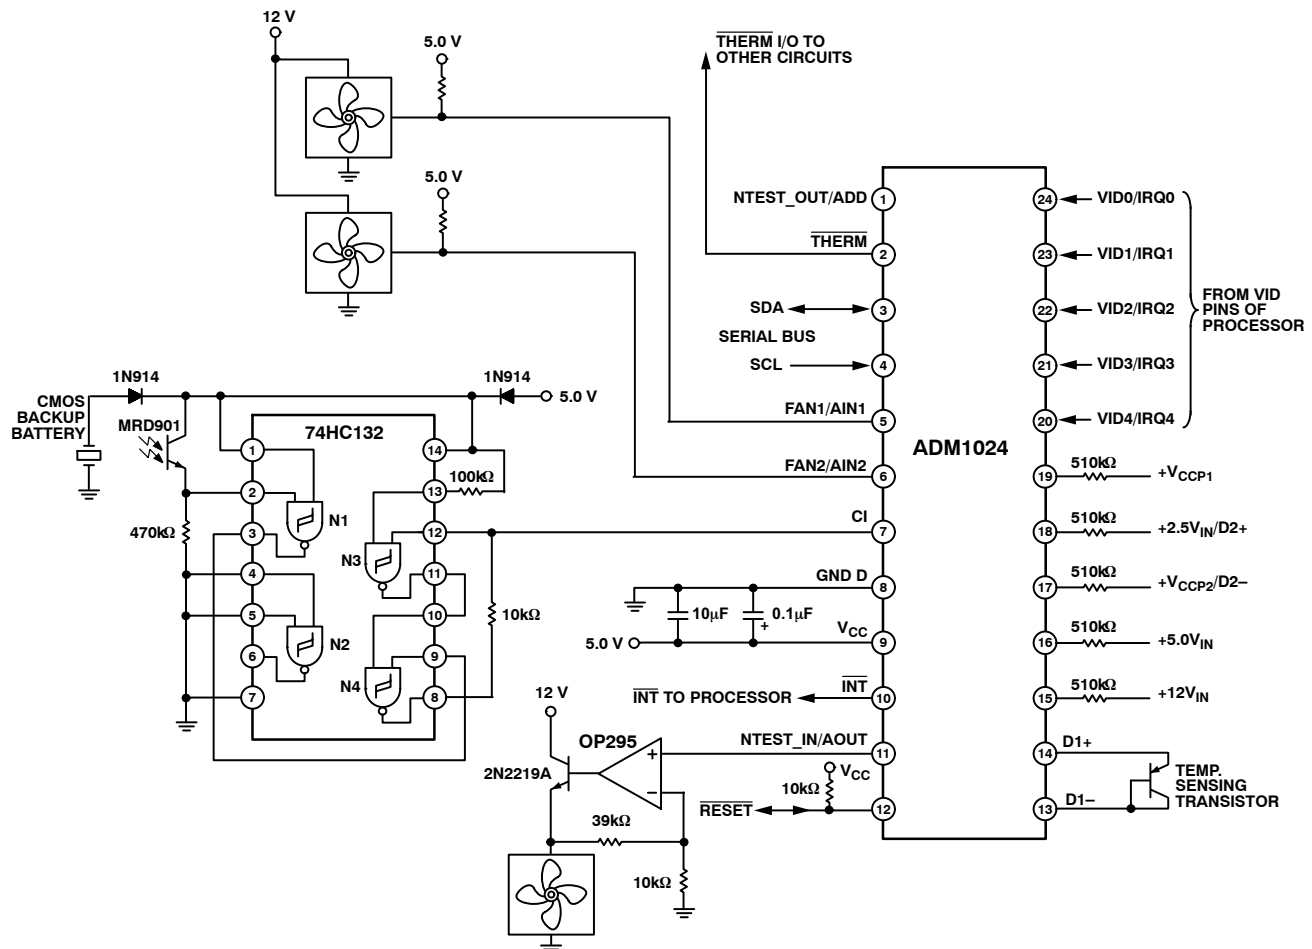 12 V
5.0 V
5.0 V
THERM I/O TO
OTHER CIRCUITS
NTEST_OUT/ADD
THERM
SDA
SERIAL BUS
SCL
FAN1/AIN1
FAN2/AIN2
CI
GND D
10μF
0.1μF
+
VCC
5.0 V
INT
INT TO PROCESSOR
NTEST_IN/AOUT
VCC
10kΩ
RESET
1
2
3
4
5
6
7
8
9
10
11
12
ADM1024
24
23
22
21
20
19
18
17
16
15
14
13
VID0/IRQ0
VID1/IRQ1
VID2/IRQ2
VID3/IRQ3
VID4/IRQ4
FROM VID
PINS OF
PROCESSOR
510kΩ
+VCCP1
510kΩ
+2.5VIN/D2+
510kΩ
+VCCP2/D2–
510kΩ
+5.0VIN
510kΩ
+12VIN
D1+
D1–
TEMP.
SENSING
TRANSISTOR
1N914
1N914
5.0 V
CMOS
BACKUP
BATTERY
MRD901
470kΩ
74HC132
1
2
3
4
5
6
7
14
13
12
11
10
9
8
N1
N2
N3
N4
100kΩ
10kΩ
12 V
OP295
+
–
2N2219A
39kΩ
10kΩ